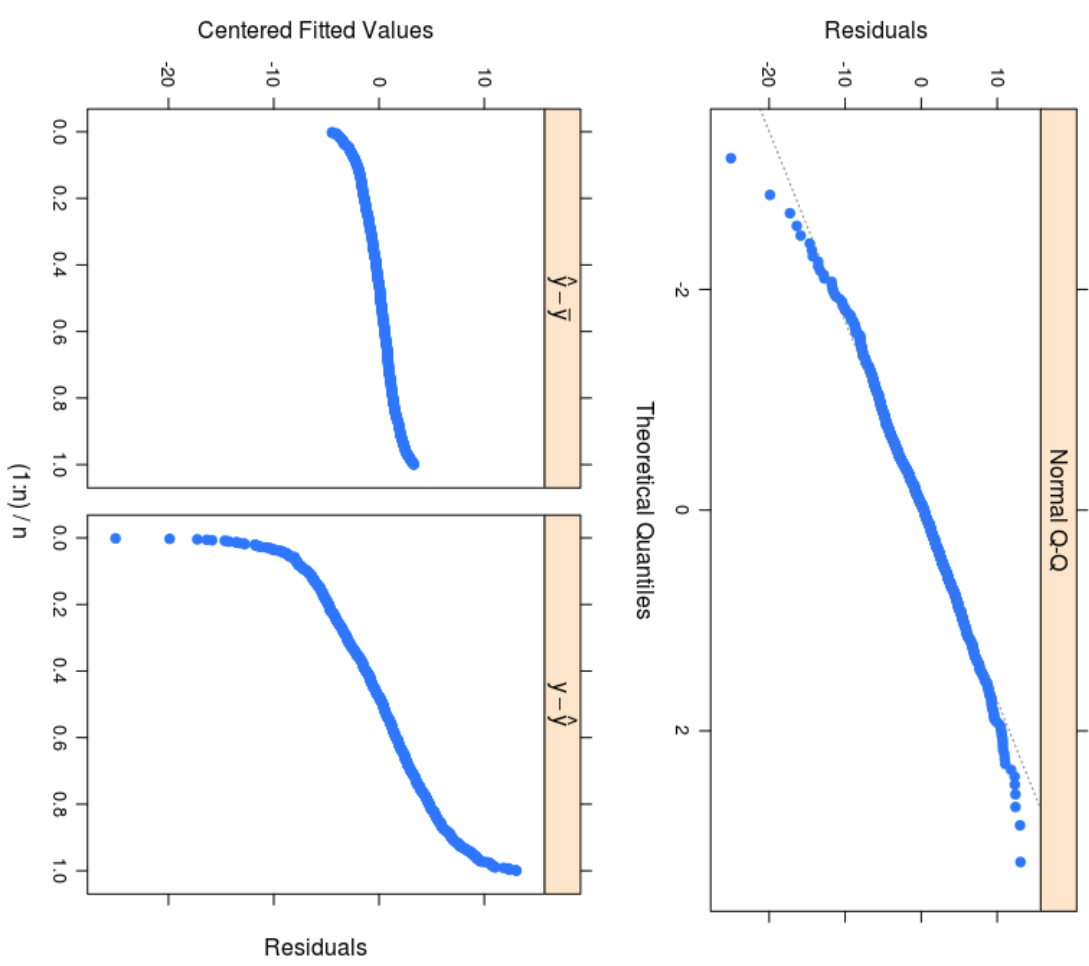 Normal Q-Q
Residuals
10
0
-10
-20
-2 0 2
Theoretical Quantiles
ŷ − ȳ
y − ŷ
Centered Fitted Values
Residuals
10
0
-10
-20
0.0 0.2 0.4 0.6 0.8 1.0
0.0 0.2 0.4 0.6 0.8 1.0
(1:n) / n